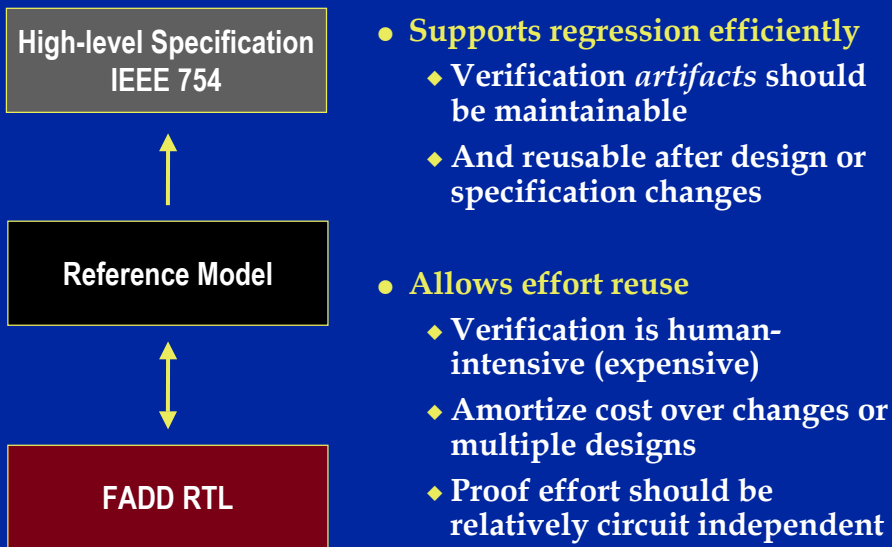 High-level Specification
IEEE 754
Reference Model
FADD RTL
● Supports regression efficiently
◆ Verification artifacts should
be maintainable
◆ And reusable after design or
specification changes
● Allows effort reuse
◆ Verification is human-
intensive (expensive)
◆ Amortize cost over changes or
multiple designs
◆ Proof effort should be
relatively circuit independent